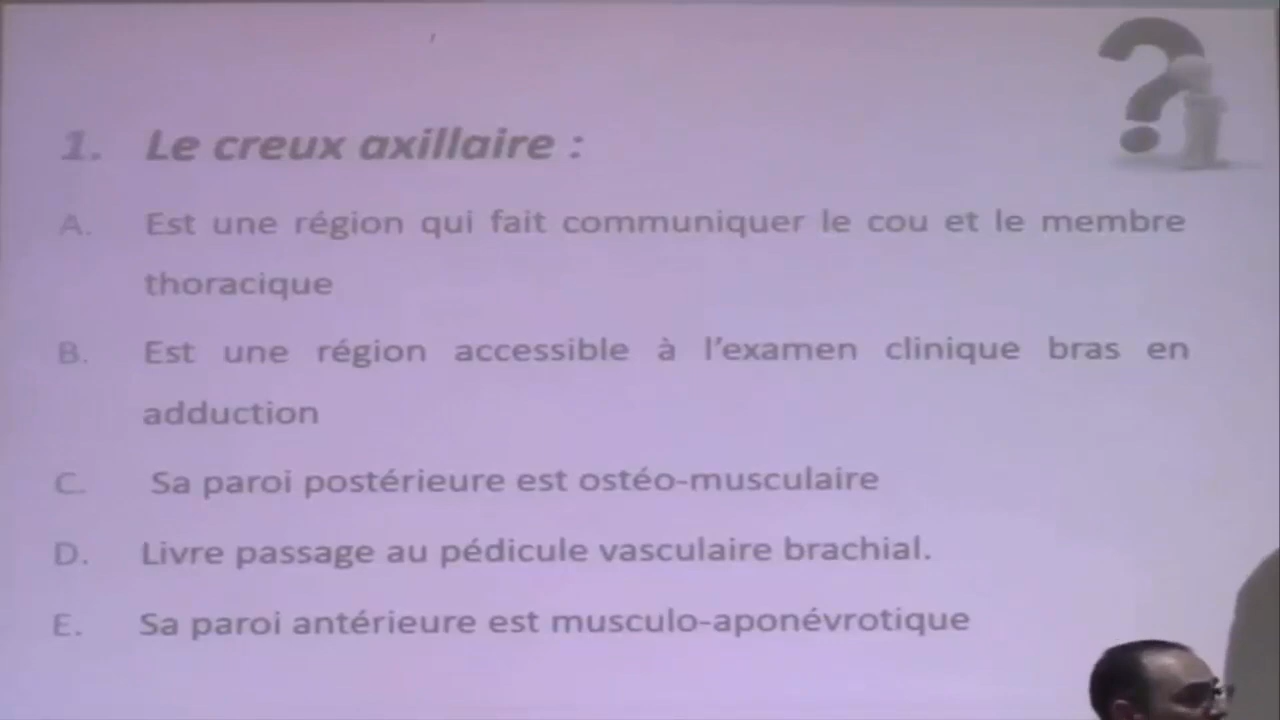 1. Le creux axillaire :
A. Est une région qui fait communiquer le cou et le membre
thoracique
B. Est une région accessible à l'examen clinique bras en
adduction
C. Sa paroi postérieure est ostéo-musculaire
D. Livre passage au pédicule vasculaire brachial.
E. Sa paroi antérieure est musculo-aponévrotique